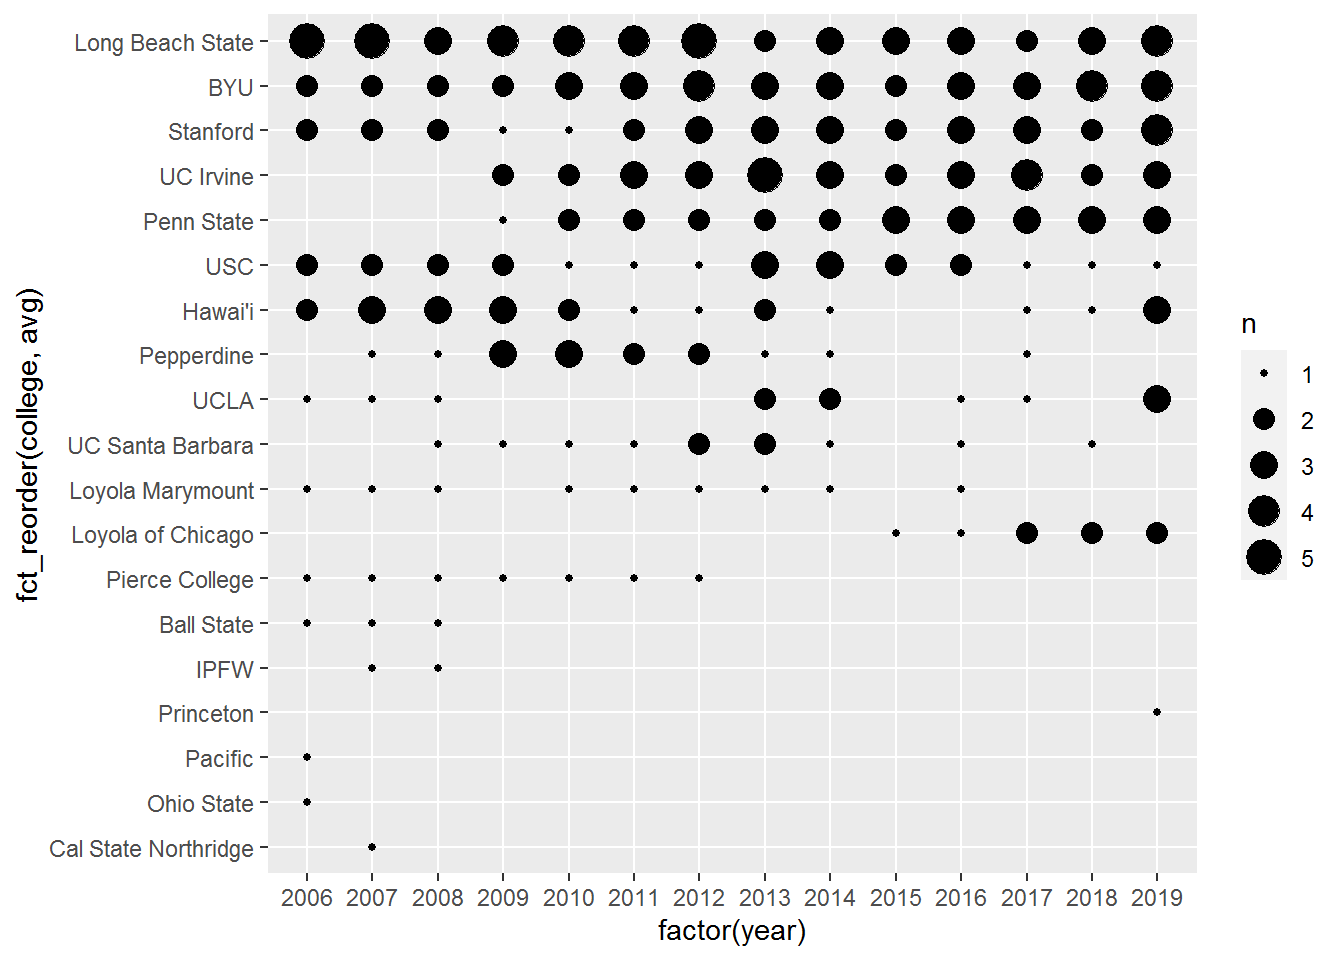 Long Beach State
BYU
Stanford
UC Irvine
Penn State
USC
Hawai'i
Pepperdine
UCLA
UC Santa Barbara
Loyola Marymount
Loyola of Chicago
Pierce College
Ball State
IPFW
Princeton
Pacific
Ohio State
Cal State Northridge
fct_reorder(college, avg)
2006 2007 2008 2009 2010 2011 2012 2013 2014 2015 2016 2017 2018 2019
factor(year)
n
1
2
3
4
5